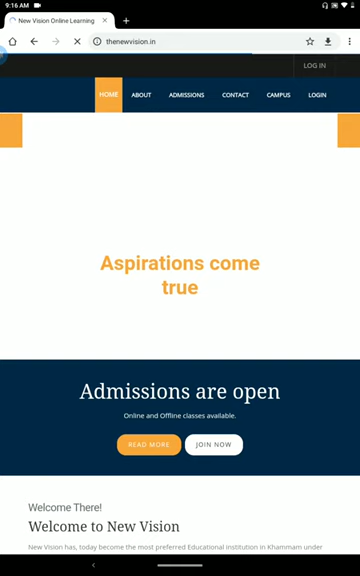 9:16 AM
New Vision Online Learning
thenewvision.in
LOG IN
HOME ABOUT ADMISSIONS CONTACT CAMPUS LOGIN
Aspirations come
true
Admissions are open
Online and Offline classes available.
READ MORE JOIN NOW
Welcome There!
Welcome to New Vision
New Vision has, today become the most preferred Educational institution in Khammam under